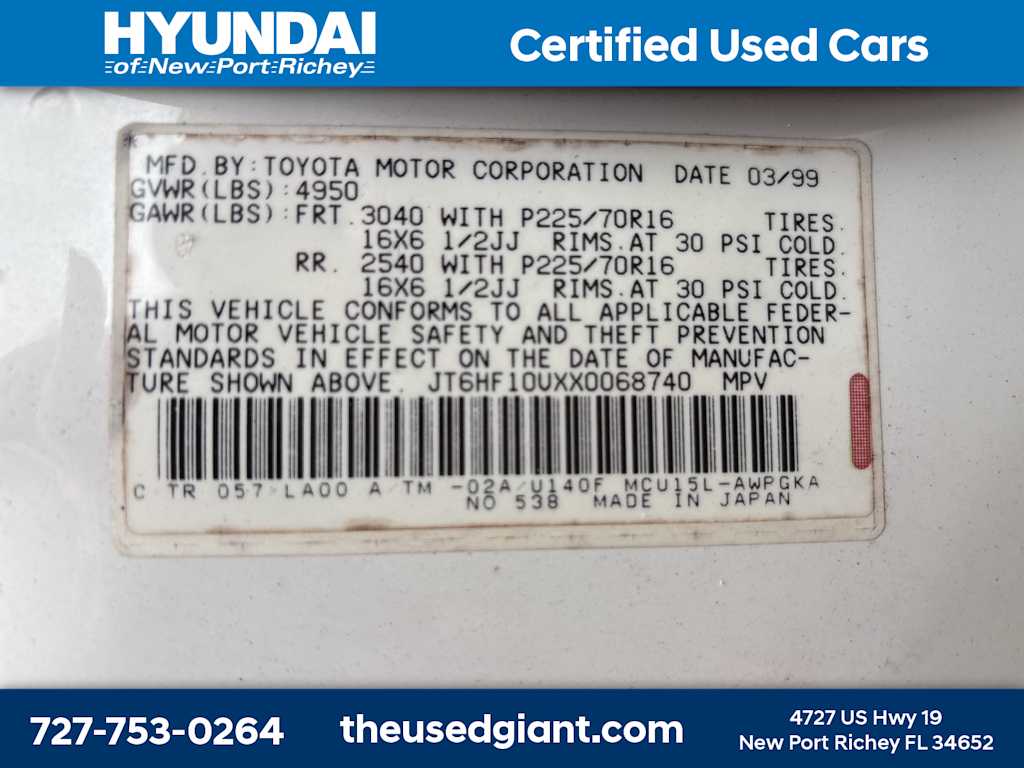 HYUNDAI
of New Port Richey
Certified Used Cars
MFD. BY: TOYOTA MOTOR CORPORATION DATE 03/99
GVWR(LBS):4950
GAWR(LBS):FRT. 3040 WITH P225/70R16 TIRES.
16X6 1/2JJ RIMS.AT 30 PSI COLD.
RR. 2540 WITH P225/70R16 TIRES.
16X6 1/2JJ RIMS.AT 30 PSI COLD.
THIS VEHICLE CONFORMS TO ALL APPLICABLE FEDER-
AL MOTOR VEHICLE SAFETY AND THEFT PREVENTION
STANDARDS IN EFFECT ON THE DATE OF MANUFAC-
TURE SHOWN ABOVE. JT6HF10UXX0068740 MPV
C/TR 057/LA00 A/TM -02A/U140F MCU15L-AWPGKA
NO 538 MADE IN JAPAN
727-753-0264
theusedgiant.com
4727 US Hwy 19
New Port Richey FL 34652